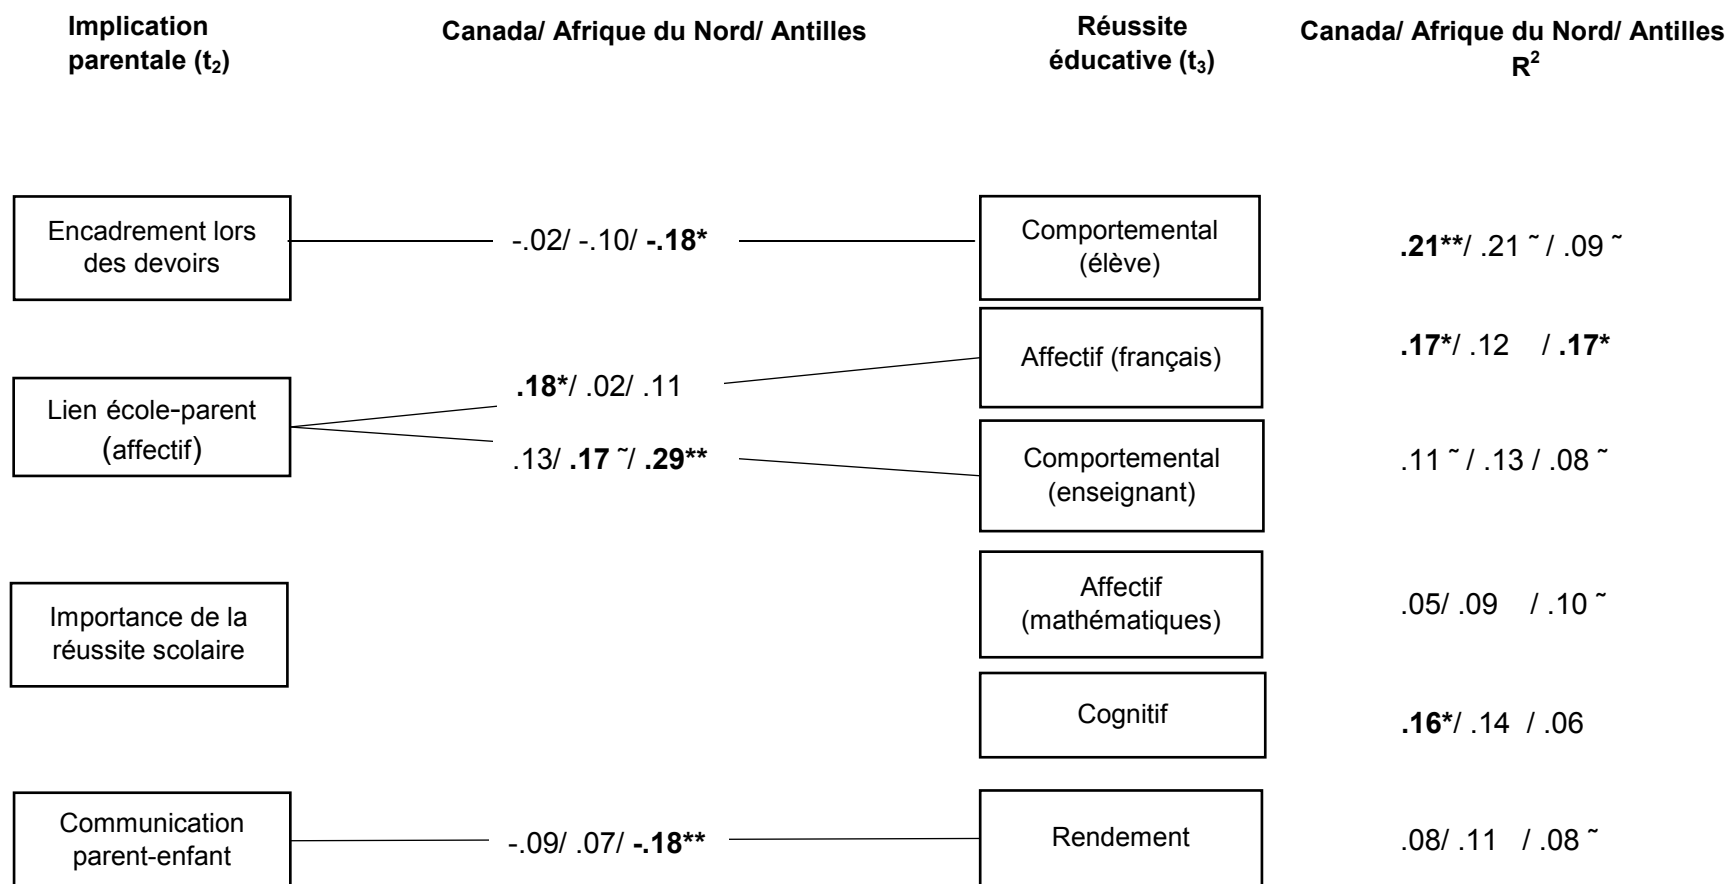 Implication
parentale (t₂)
Canada/ Afrique du Nord/ Antilles
Réussite
éducative (t₃)
Canada/ Afrique du Nord/ Antilles
R²
Encadrement lors
des devoirs
-.02/ -.10/ -.18*
Comportemental
(élève)
.21**/ .21 ˜ / .09 ˜
Lien école-parent
(affectif)
.18*/ .02/ .11
Affectif (français)
.17*/ .12 / .17*
.13/ .17 ˜/ .29**
Comportemental
(enseignant)
.11 ˜ / .13 / .08 ˜
Importance de la
réussite scolaire
Affectif
(mathématiques)
.05/ .09 / .10 ˜
Cognitif
.16*/ .14 / .06
Communication
parent-enfant
-.09/ .07/ -.18**
Rendement
.08/ .11 / .08 ˜